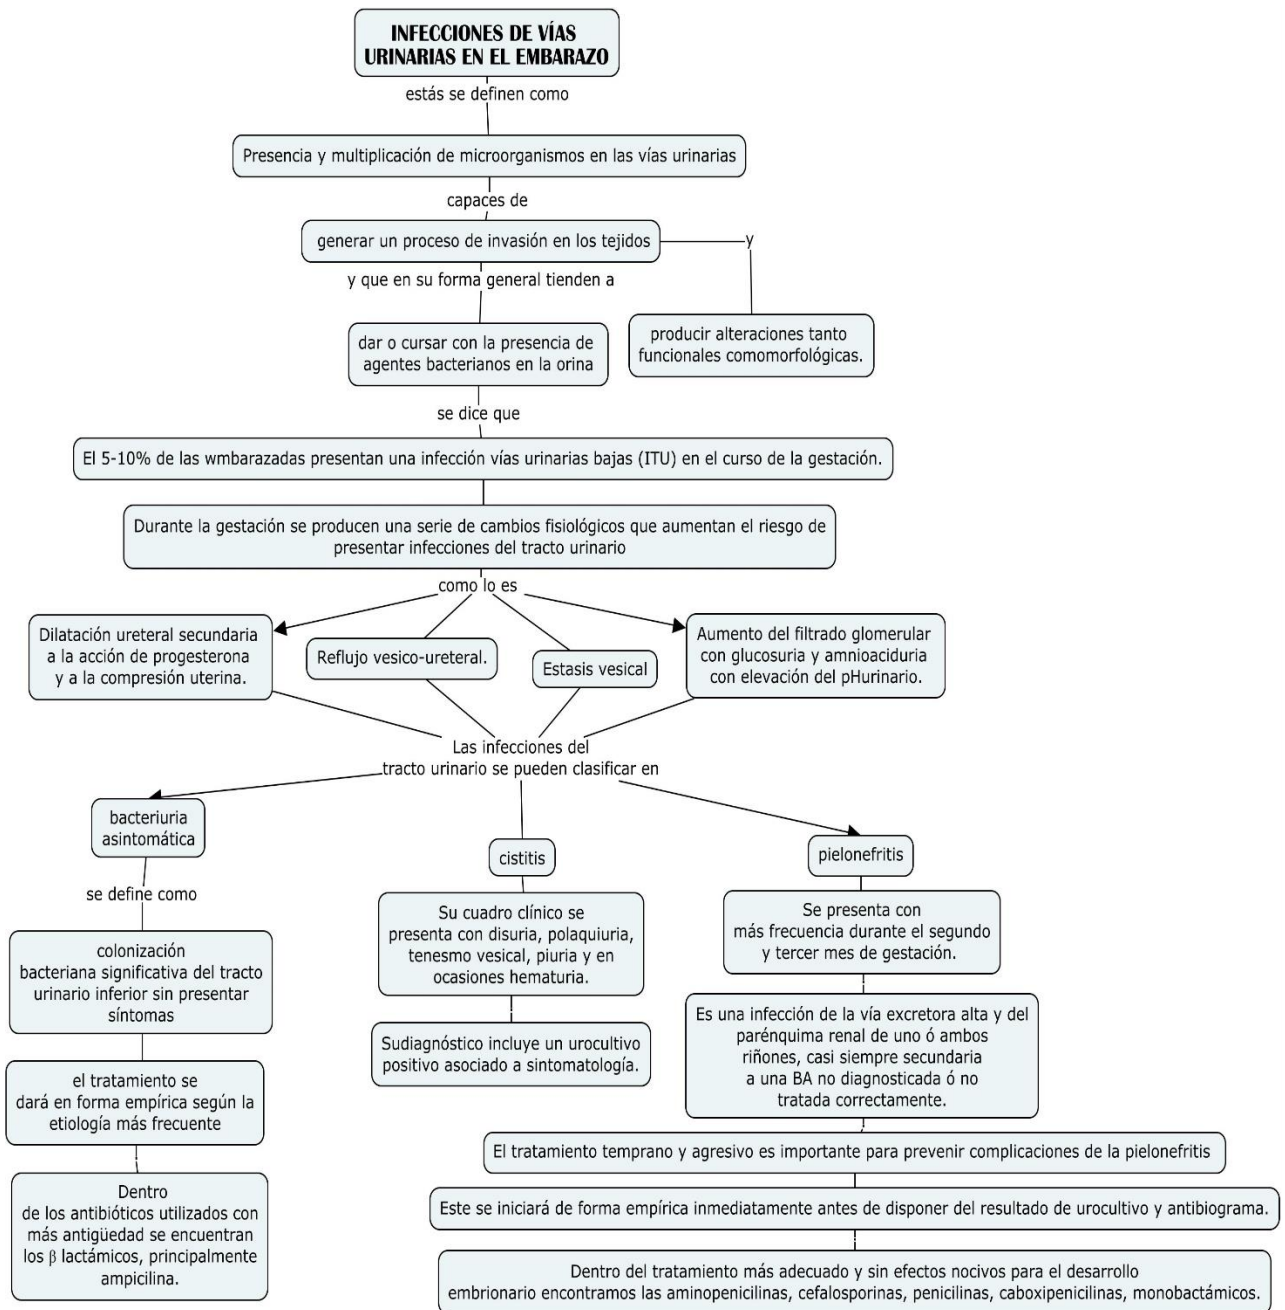 INFECCIONES DE VÍAS
URINARIAS EN EL EMBARAZO
estás se definen como
Presencia y multiplicación de microorganismos en las vías urinarias
capaces de
generar un proceso de invasión en los tejidos
y
y que en su forma general tienden a
producir alteraciones tanto
funcionales comomorfológicas.
dar o cursar con la presencia de
agentes bacterianos en la orina
se dice que
El 5-10% de las wmbarazadas presentan una infección vías urinarias bajas (ITU) en el curso de la gestación.
Durante la gestación se producen una serie de cambios fisiológicos que aumentan el riesgo de
presentar infecciones del tracto urinario
como lo es
Dilatación ureteral secundaria
a la acción de progesterona
y a la compresión uterina.
Reflujo vesico-ureteral.
Estasis vesical
Aumento del filtrado glomerular
con glucosuria y amnioaciduria
con elevación del pHurinario.
Las infecciones del
tracto urinario se pueden clasificar en
bacteriuria
asintomática
se define como
colonización
bacteriana significativa del tracto
urinario inferior sin presentar
síntomas
el tratamiento se
dará en forma empírica según la
etiología más frecuente
Dentro
de los antibióticos utilizados con
más antigüedad se encuentran
los β lactámicos, principalmente
ampicilina.
cistitis
Su cuadro clínico se
presenta con disuria, polaquiuria,
tenesmo vesical, piuria y en
ocasiones hematuria.
Sudiagnóstico incluye un urocultivo
positivo asociado a sintomatología.
pielonefritis
Se presenta con
más frecuencia durante el segundo
y tercer mes de gestación.
Es una infección de la vía excretora alta y del
parénquima renal de uno ó ambos
riñones, casi siempre secundaria
a una BA no diagnosticada ó no
tratada correctamente.
El tratamiento temprano y agresivo es importante para prevenir complicaciones de la pielonefritis
Este se iniciará de forma empírica inmediatamente antes de disponer del resultado de urocultivo y antibiograma.
Dentro del tratamiento más adecuado y sin efectos nocivos para el desarrollo
embrionario encontramos las aminopenicilinas, cefalosporinas, penicilinas, caboxipenicilinas, monobactámicos.